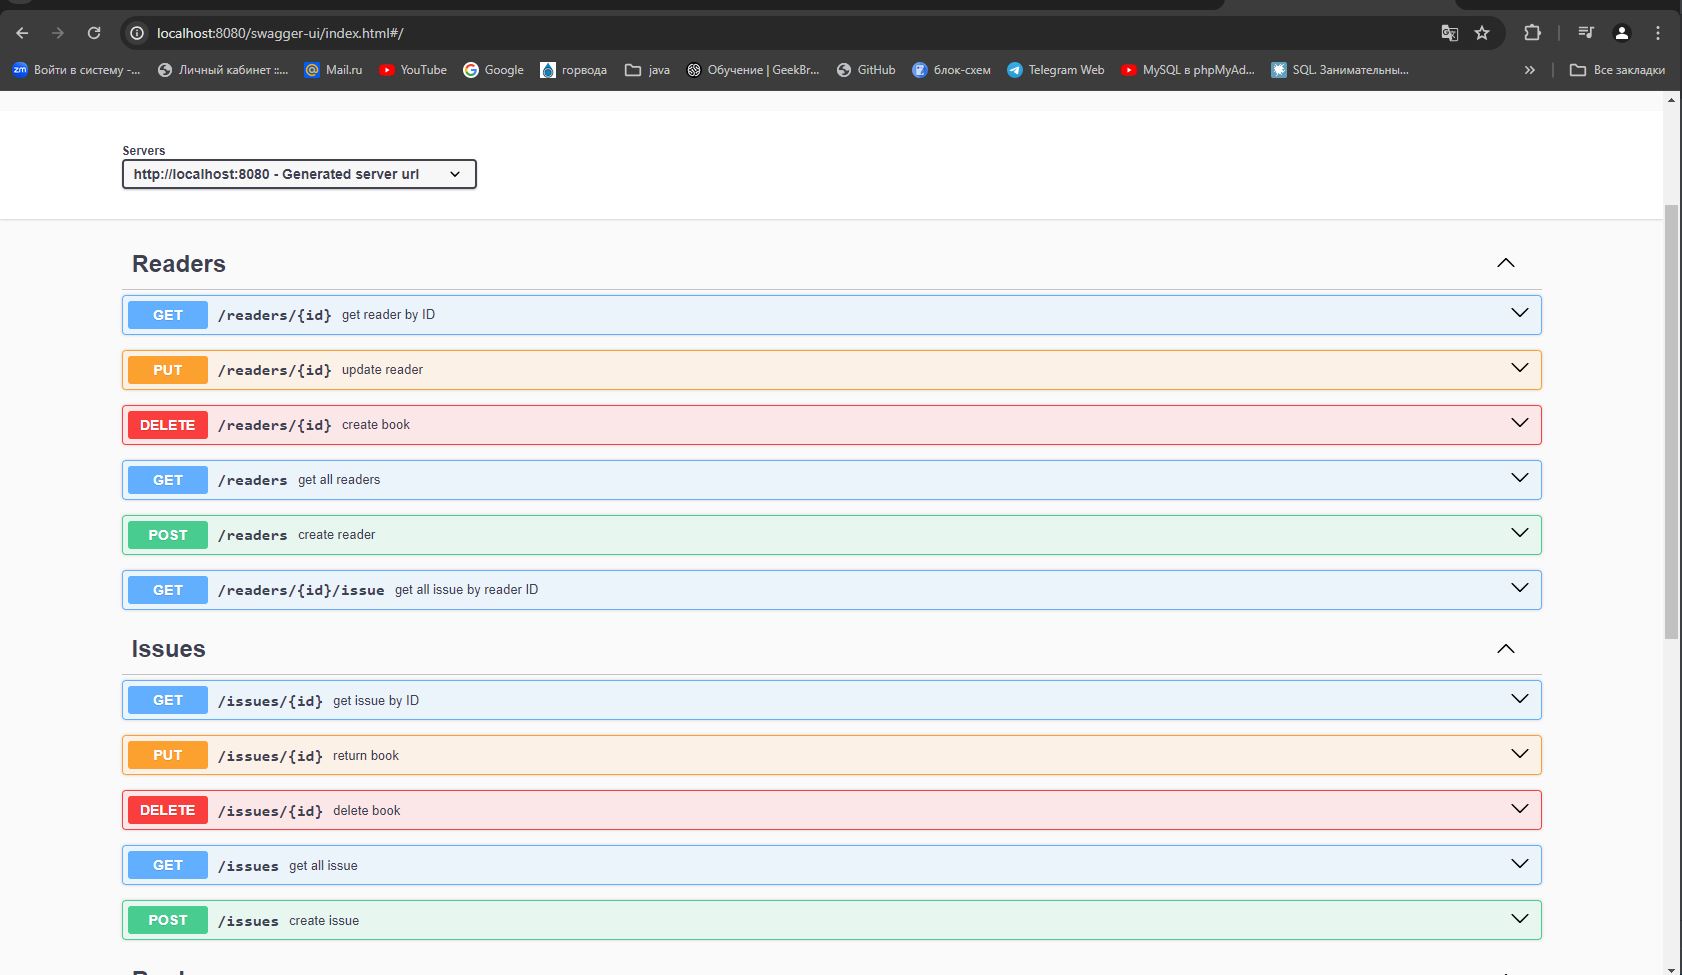 localhost:8080/swagger-ui/index.html#/
Войти в систему -... Личный кабинет ::... Mail.ru YouTube Google горвода java Обучение | GeekBr... GitHub блок-схем Telegram Web MySQL в phpMyAd... SQL. Занимательны... » Все закладки
Servers
http://localhost:8080 - Generated server url
Readers
GET /readers/{id} get reader by ID
PUT /readers/{id} update reader
DELETE /readers/{id} create book
GET /readers get all readers
POST /readers create reader
GET /readers/{id}/issue get all issue by reader ID
Issues
GET /issues/{id} get issue by ID
PUT /issues/{id} return book
DELETE /issues/{id} delete book
GET /issues get all issue
POST /issues create issue